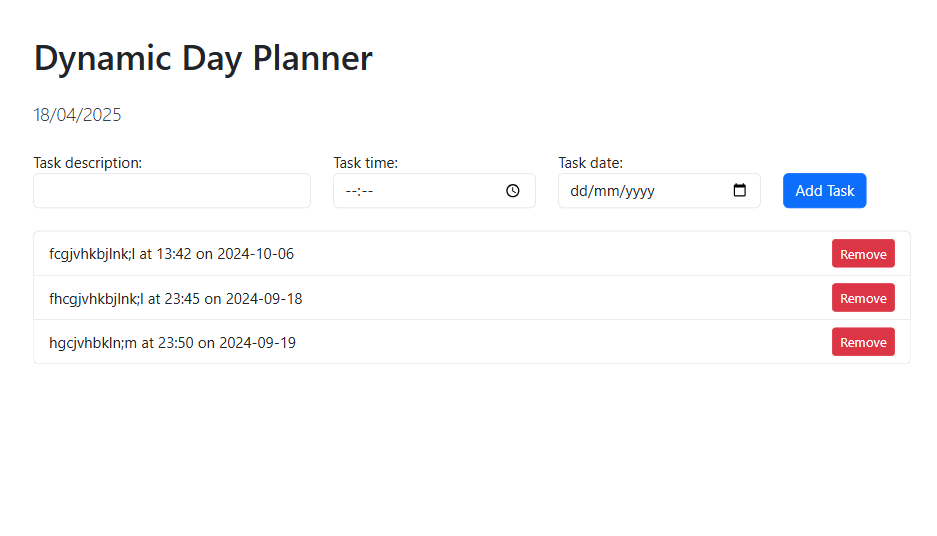 Dynamic Day Planner
18/04/2025
Task description: Task time: Task date:
--:-- dd/mm/yyyy Add Task
fcgjvhkbjlnk;l at 13:42 on 2024-10-06 Remove
fhcgjvhkbjlnk;l at 23:45 on 2024-09-18 Remove
hgcjvhbkln;m at 23:50 on 2024-09-19 Remove